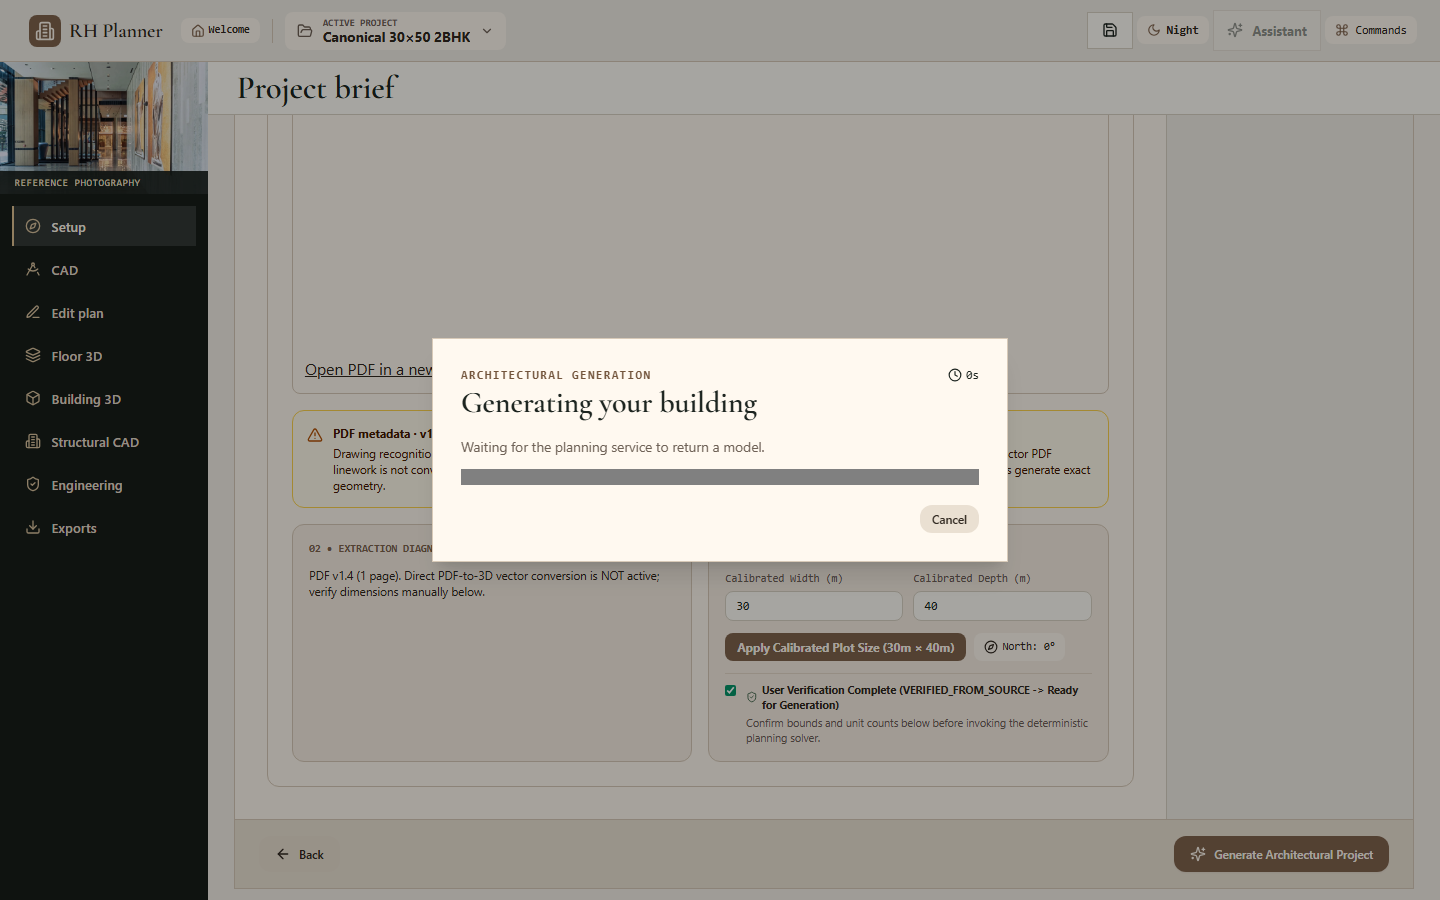 RH Planner
Welcome
ACTIVE PROJECT
Canonical 30×50 2BHK
Night
Assistant
Commands
Project brief
REFERENCE PHOTOGRAPHY
Setup
CAD
Edit plan
Floor 3D
Building 3D
Structural CAD
Engineering
Exports
Open PDF in a new
ARCHITECTURAL GENERATION
0s
Generating your building
Waiting for the planning service to return a model.
Cancel
PDF metadata · v1
Drawing recognitio
ctor PDF
linework is not conv
s generate exact
geometry.
02 • EXTRACTION DIAGN
PDF v1.4 (1 page). Direct PDF-to-3D vector conversion is NOT active;
verify dimensions manually below.
Calibrated Width (m)
Calibrated Depth (m)
30
40
Apply Calibrated Plot Size (30m × 40m)
North: 0°
User Verification Complete (VERIFIED_FROM_SOURCE -> Ready
for Generation)
Confirm bounds and unit counts below before invoking the deterministic
planning solver.
Back
Generate Architectural Project